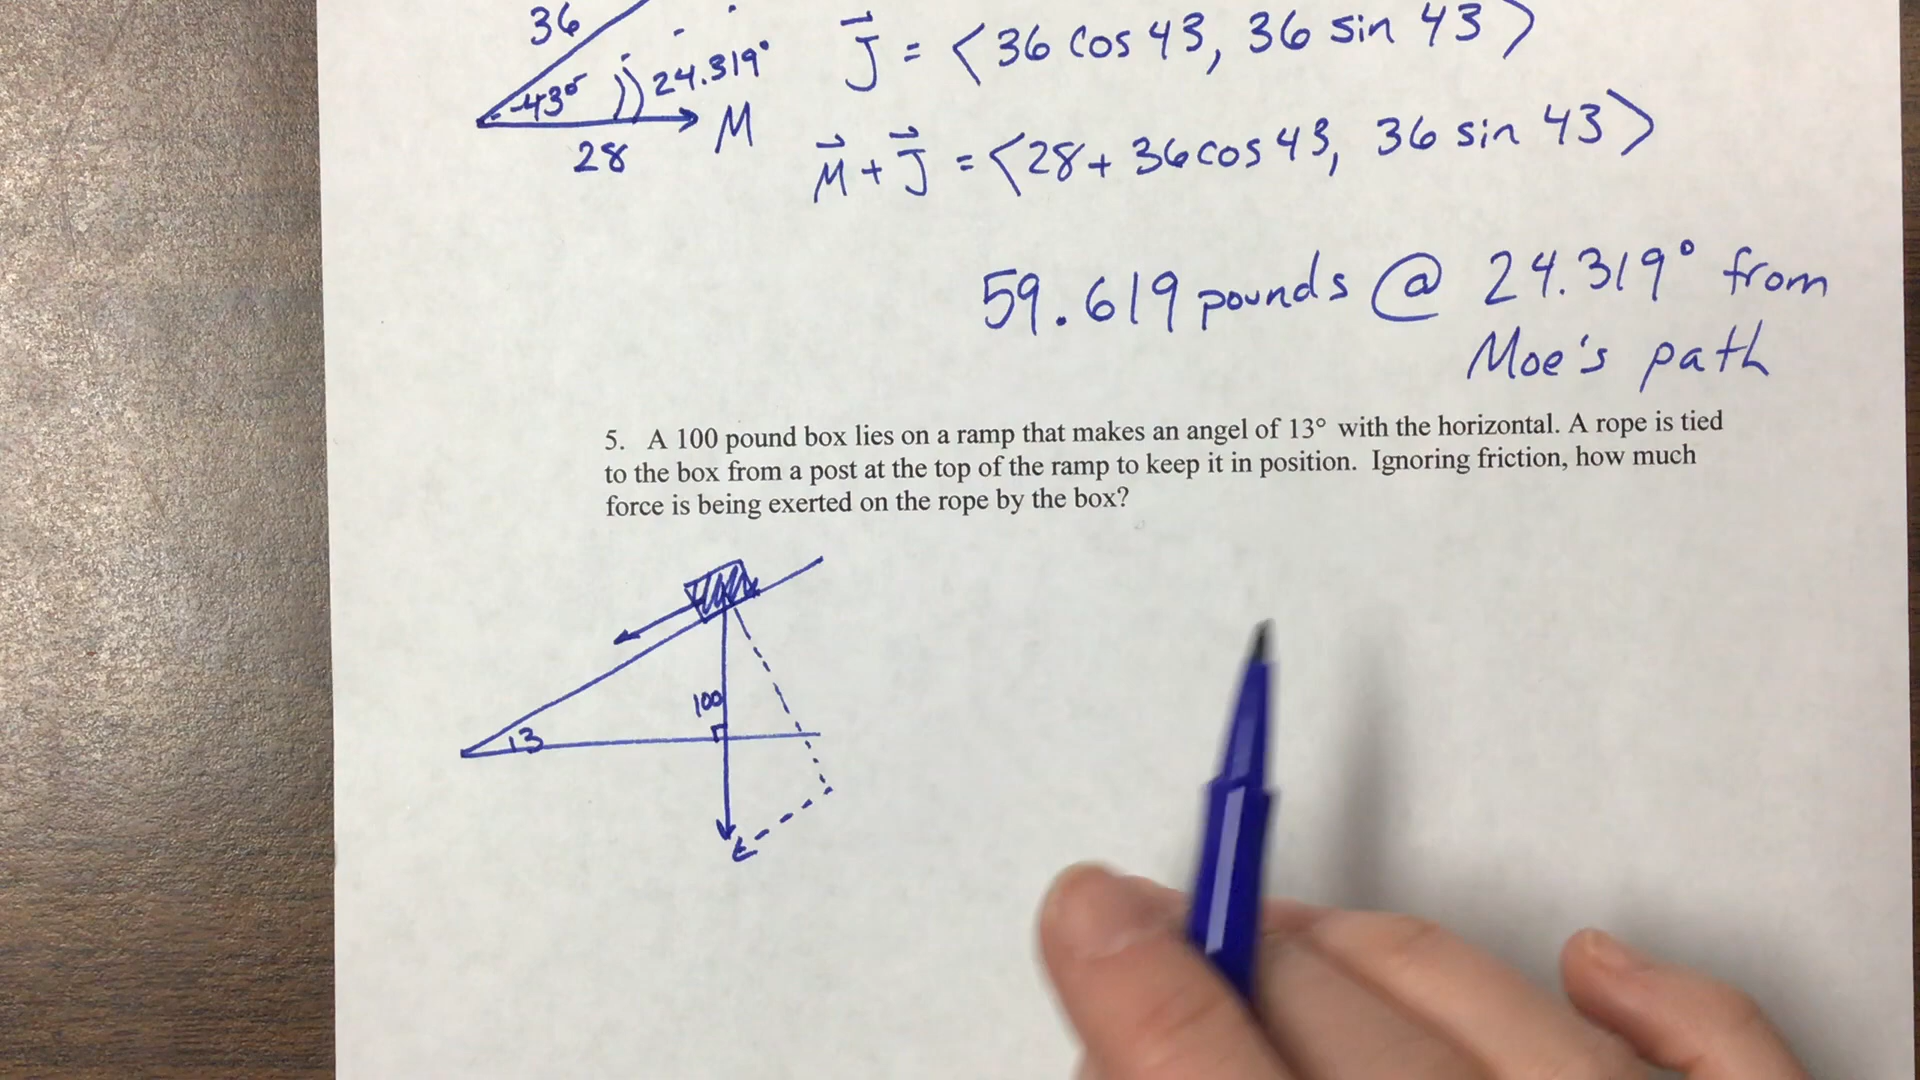 36
J = ⟨36 cos 43, 36 sin 43⟩
43° 24.319°
M
28
M + J = ⟨28 + 36 cos 43, 36 sin 43⟩
59.619 pounds @ 24.319° from
Moe's path
5. A 100 pound box lies on a ramp that makes an angel of 13° with the horizontal. A rope is tied
to the box from a post at the top of the ramp to keep it in position. Ignoring friction, how much
force is being exerted on the rope by the box?
100
13